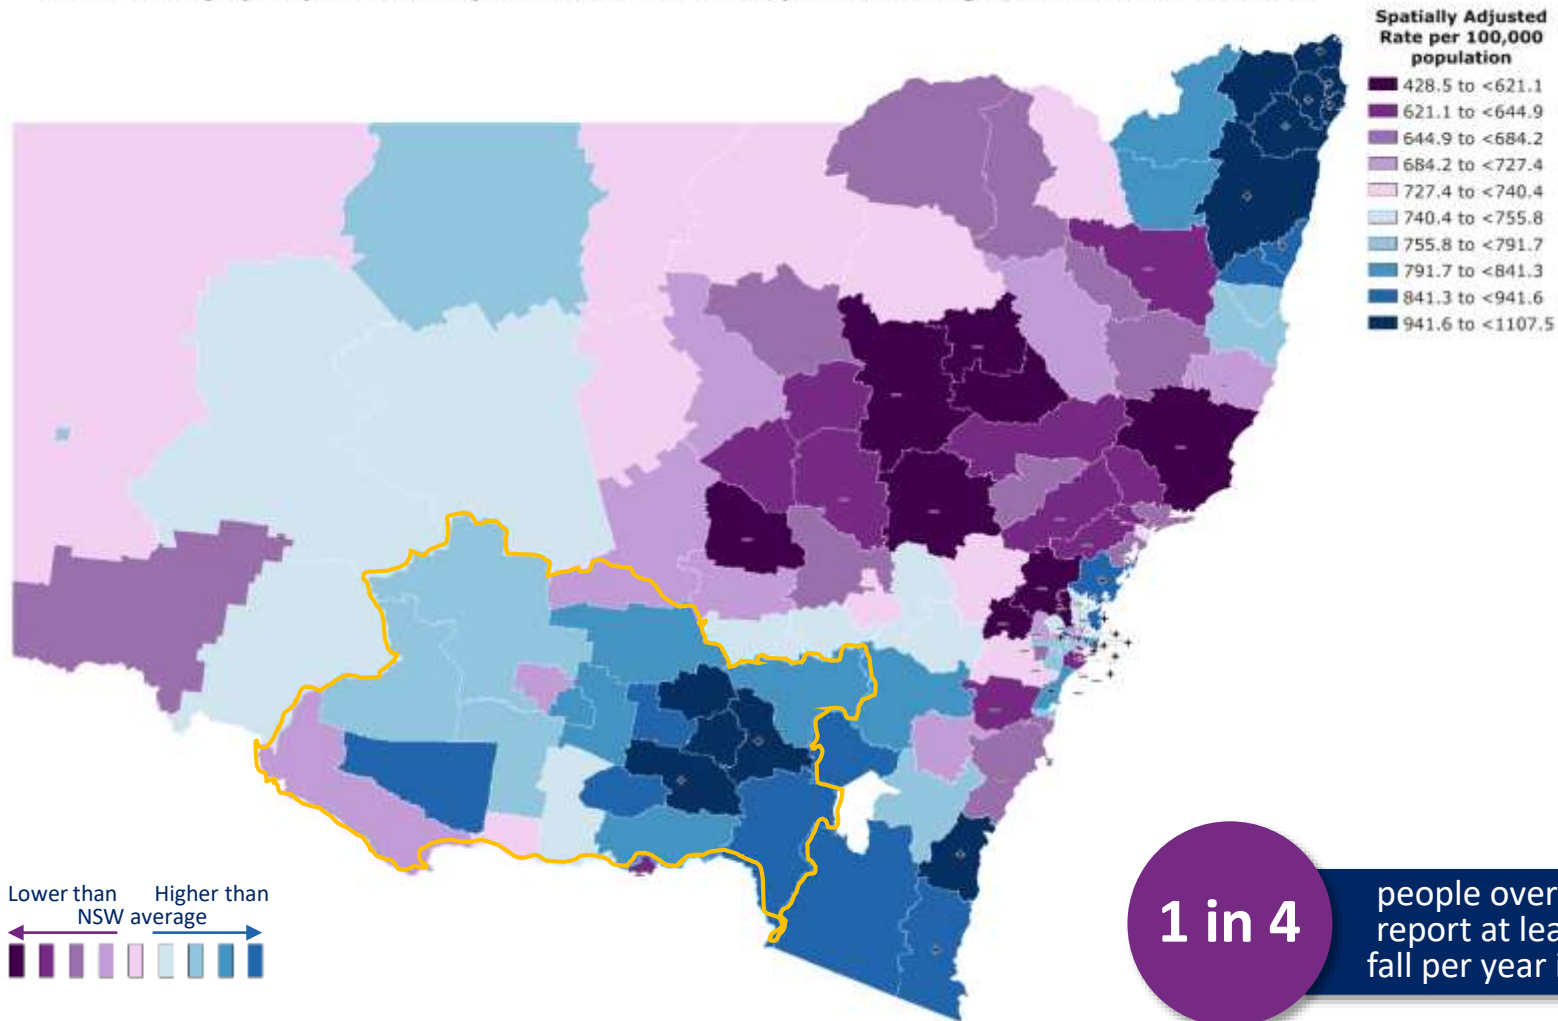 Spatially Adjusted
Rate per 100,000
population
428.5 to <621.1
621.1 to <644.9
644.9 to <684.2
684.2 to <727.4
727.4 to <740.4
740.4 to <755.8
755.8 to <791.7
791.7 to <841.3
841.3 to <941.6
941.6 to <1107.5
Lower than Higher than
NSW average
1 in 4
people over
report at lea
fall per year i